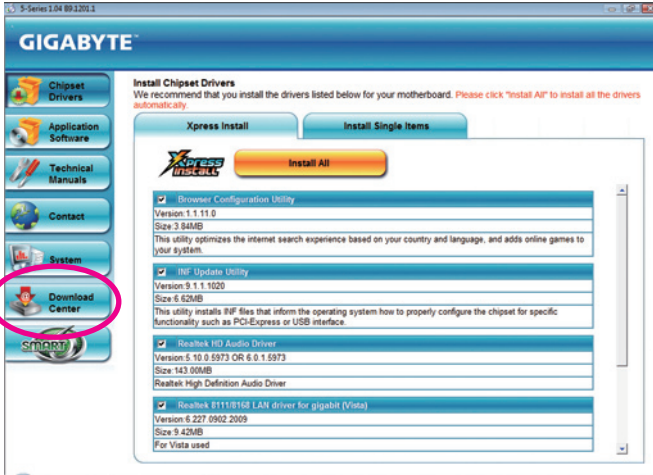 5-Series 1.04 B9.1201.1
GIGABYTE™
Chipset
Drivers
Application
Software
Technical
Manuals
Contact
System
Download
Center
SMART
Install Chipset Drivers
We recommend that you install the drivers listed below for your motherboard. Please click "Install All" to install all the drivers
automatically.
Xpress Install
Install Single Items
Xpress
Install
Install All
Browser Configuration Utility
Version:1.1.11.0
Size:3.84MB
This utility optimizes the internet search experience based on your country and language, and adds online games to
your system.
INF Update Utility
Version:9.1.1.1020
Size:6.62MB
This utility installs INF files that inform the operating system how to properly configure the chipset for specific
functionality such as PCI-Express or USB interface.
Realtek HD Audio Driver
Version:5.10.0.5973 OR 6.0.1.5973
Size:143.00MB
Realtek High Definition Audio Driver
Realtek 8111/8168 LAN driver for gigabit (Vista)
Version:6.227.0902.2009
Size:9.42MB
For Vista used